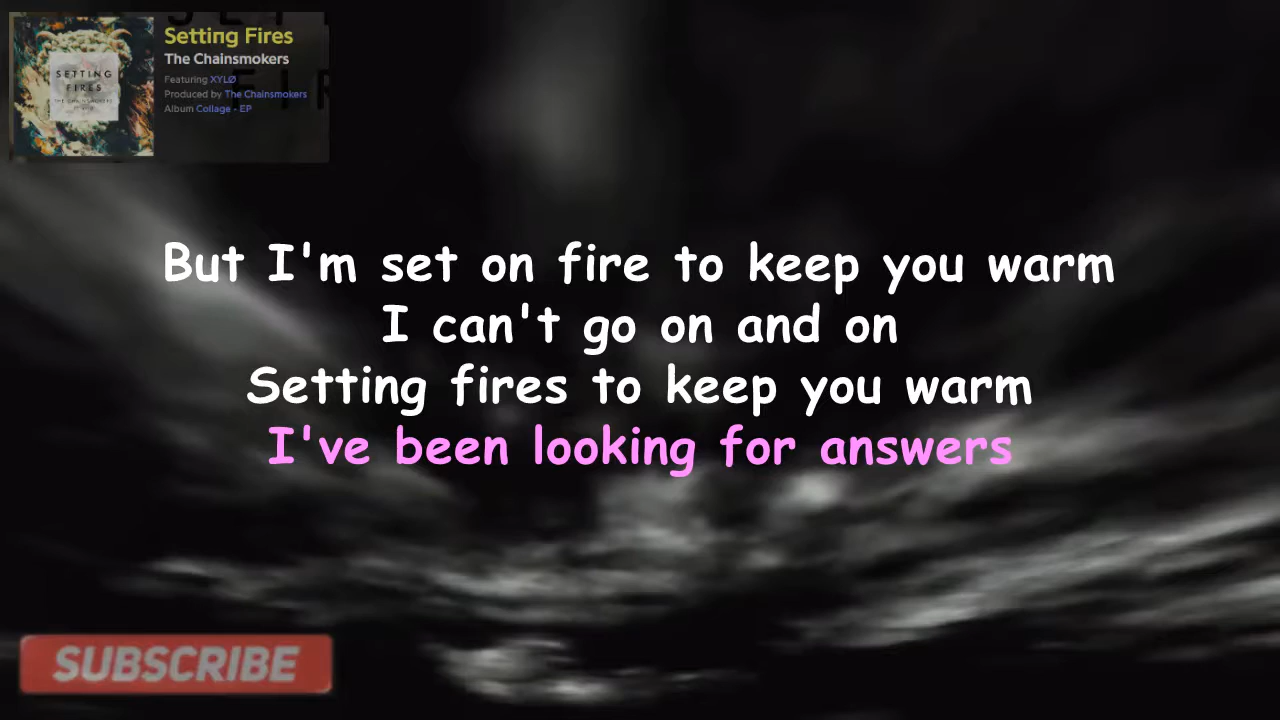 Setting Fires
The Chainsmokers
Featuring XYLØ
Produced by The Chainsmokers
Album Collage - EP
SETTING
FIRES
But I'm set on fire to keep you warm
I can't go on and on
Setting fires to keep you warm
I've been looking for answers
SUBSCRIBE